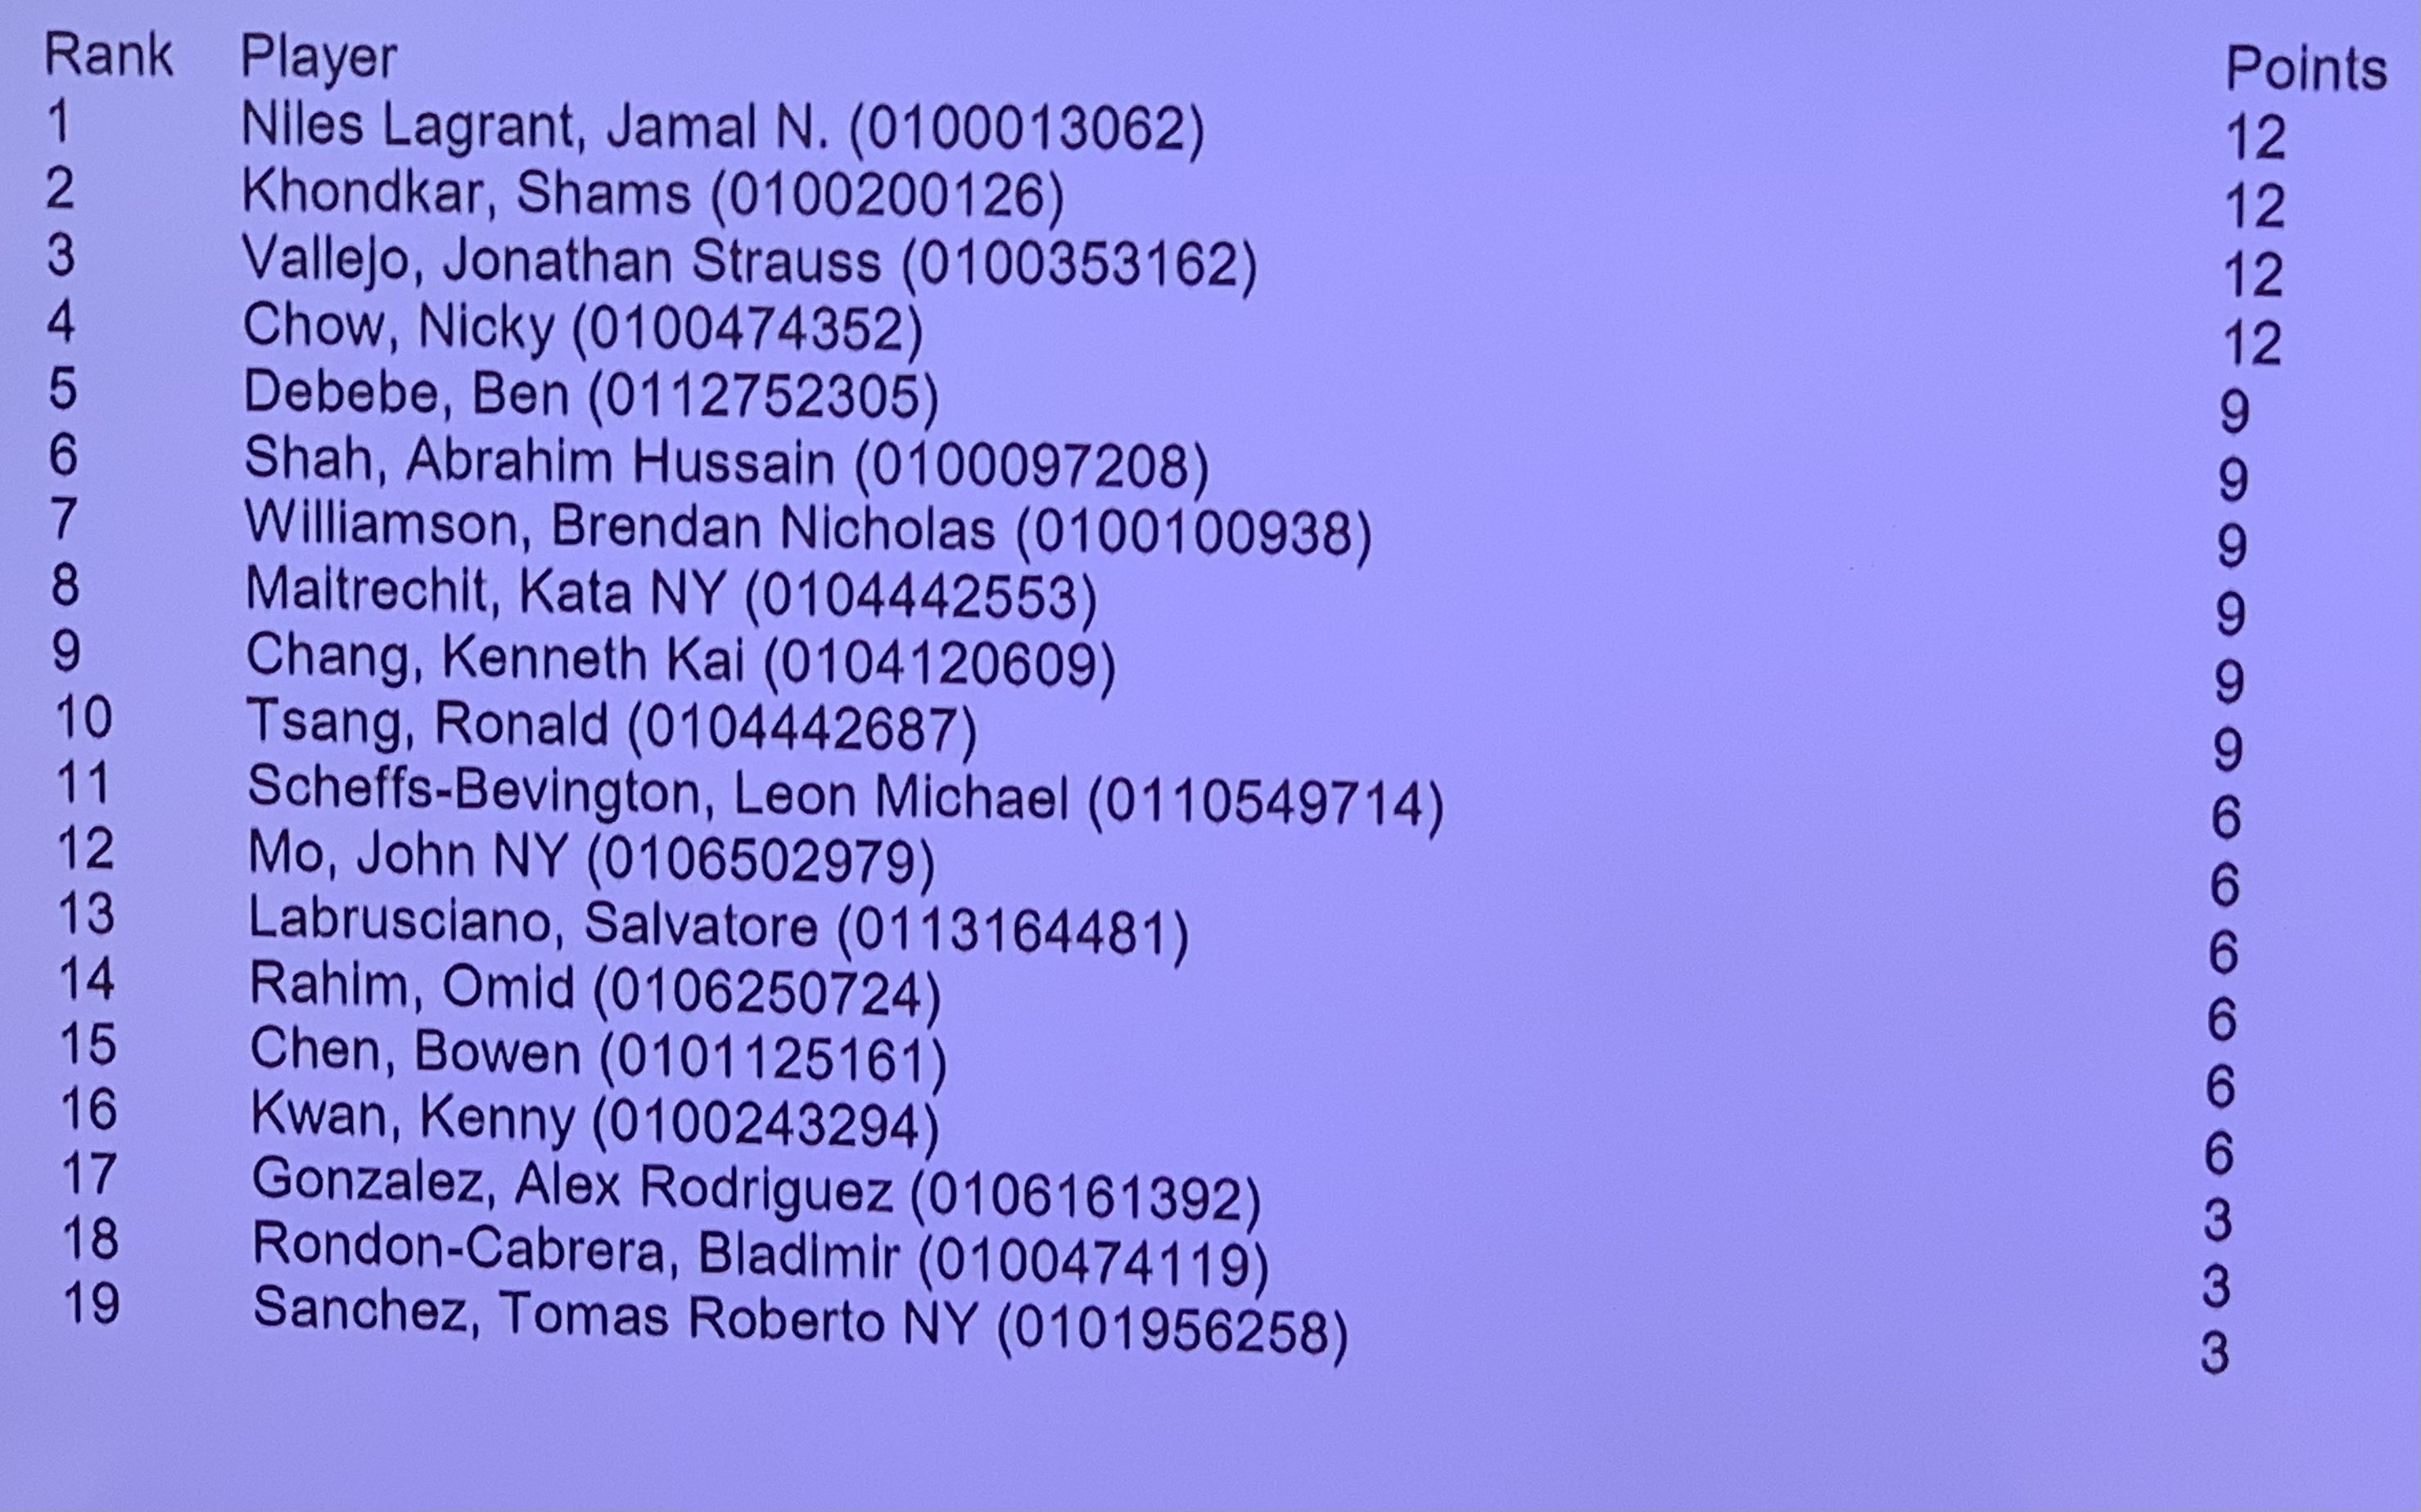 Rank Player Points
1 Niles Lagrant, Jamal N. (0100013062) 12
2 Khondkar, Shams (0100200126) 12
3 Vallejo, Jonathan Strauss (0100353162) 12
4 Chow, Nicky (0100474352) 12
5 Debebe, Ben (0112752305) 9
6 Shah, Abrahim Hussain (0100097208) 9
7 Williamson, Brendan Nicholas (0100100938) 9
8 Maitrechit, Kata NY (0104442553) 9
9 Chang, Kenneth Kai (0104120609) 9
10 Tsang, Ronald (0104442687) 9
11 Scheffs-Bevington, Leon Michael (0110549714) 6
12 Mo, John NY (0106502979) 6
13 Labrusciano, Salvatore (0113164481) 6
14 Rahim, Omid (0106250724) 6
15 Chen, Bowen (0101125161) 6
16 Kwan, Kenny (0100243294) 6
17 Gonzalez, Alex Rodriguez (0106161392) 3
18 Rondon-Cabrera, Bladimir (0100474119) 3
19 Sanchez, Tomas Roberto NY (0101956258) 3